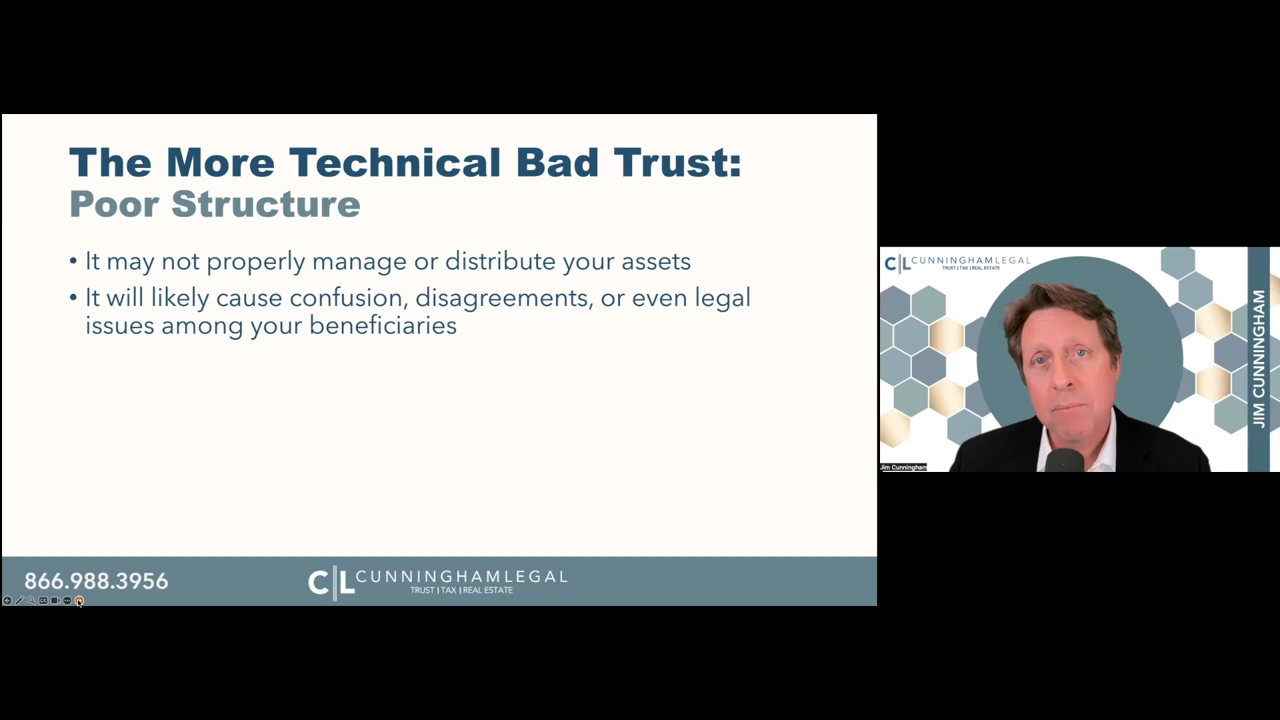 The More Technical Bad Trust:
Poor Structure
• It may not properly manage or distribute your assets
• It will likely cause confusion, disagreements, or even legal
issues among your beneficiaries
866.988.3956
CL CUNNINGHAMLEGAL
TRUST | TAX | REAL ESTATE
CL CUNNINGHAMLEGAL
TRUST | TAX | REAL ESTATE
JIM CUNNINGHAM
Jim Cunningham